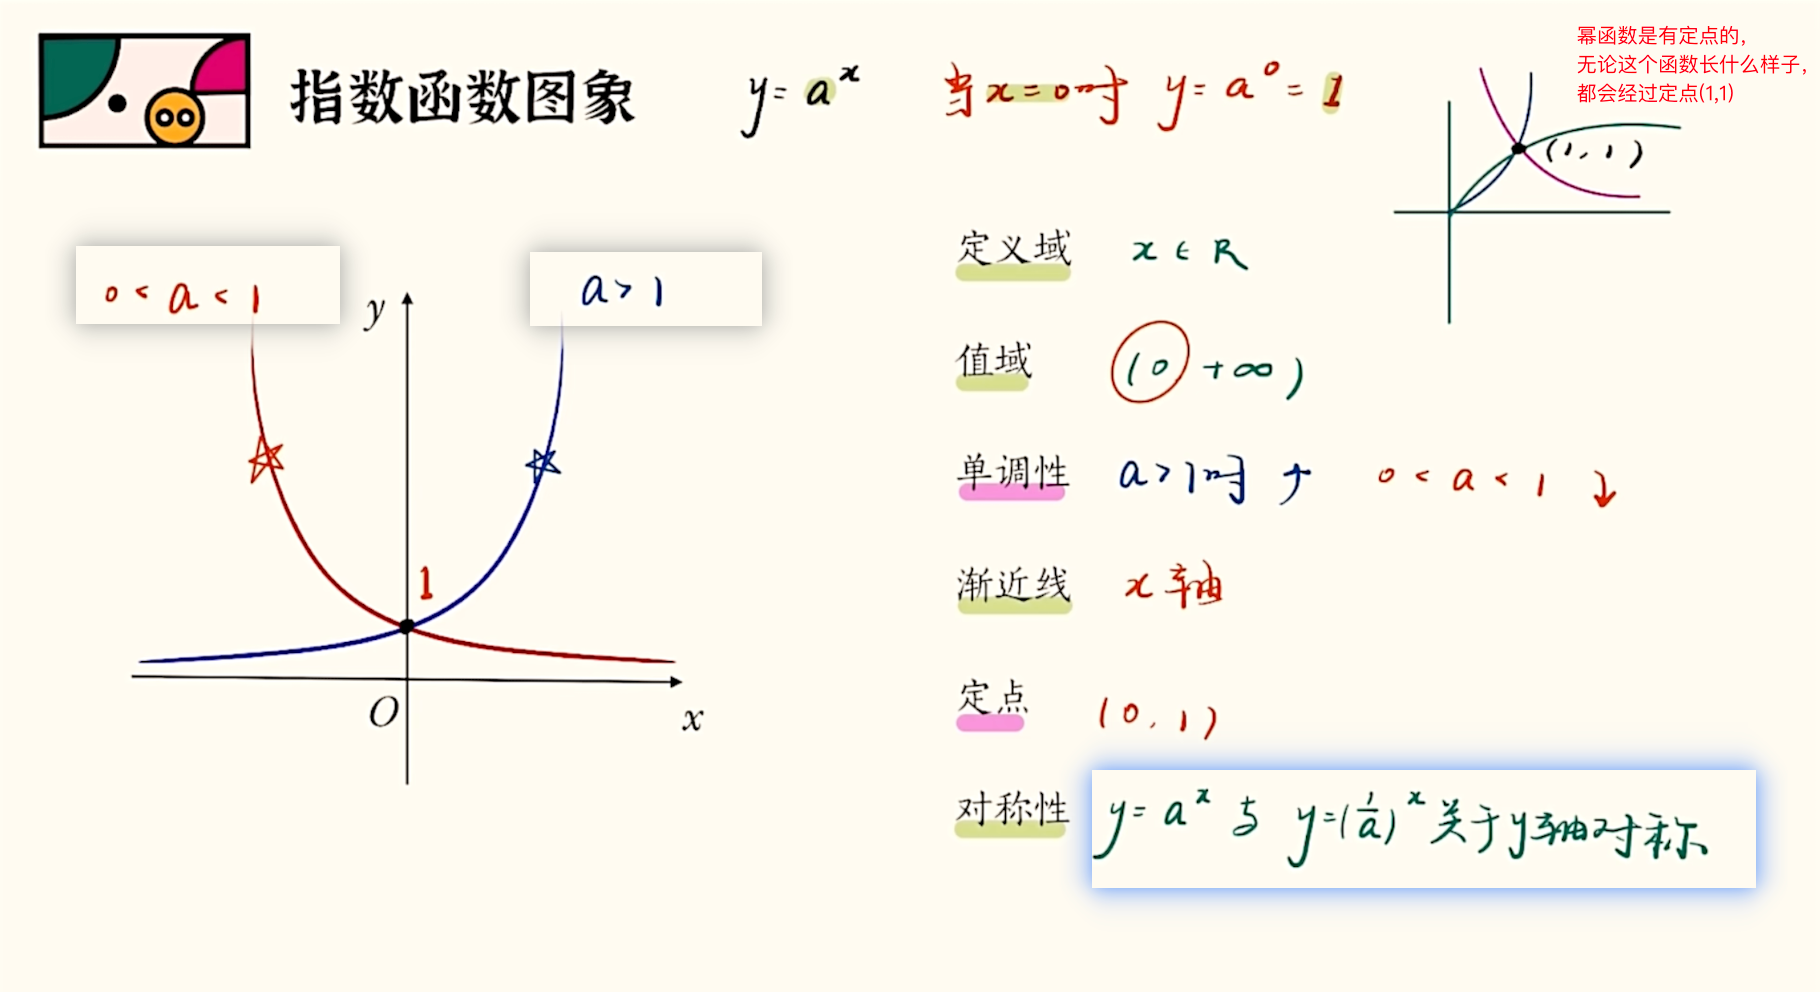 指数函数图象
y = a^x
当x=0时 y = a^0 = 1
幂函数是有定点的,
无论这个函数长什么样子,
都会经过定点(1,1)
(1, 1)
0 < a < 1
a > 1
y
1
O
x
定义域 x ∈ R
值域 (0 +∞)
单调性 a>1时 ↑ 0 < a < 1 ↓
渐近线 x轴
定点 (0, 1)
对称性 y = a^x 与 y=(1/a)^x 关于y轴对称